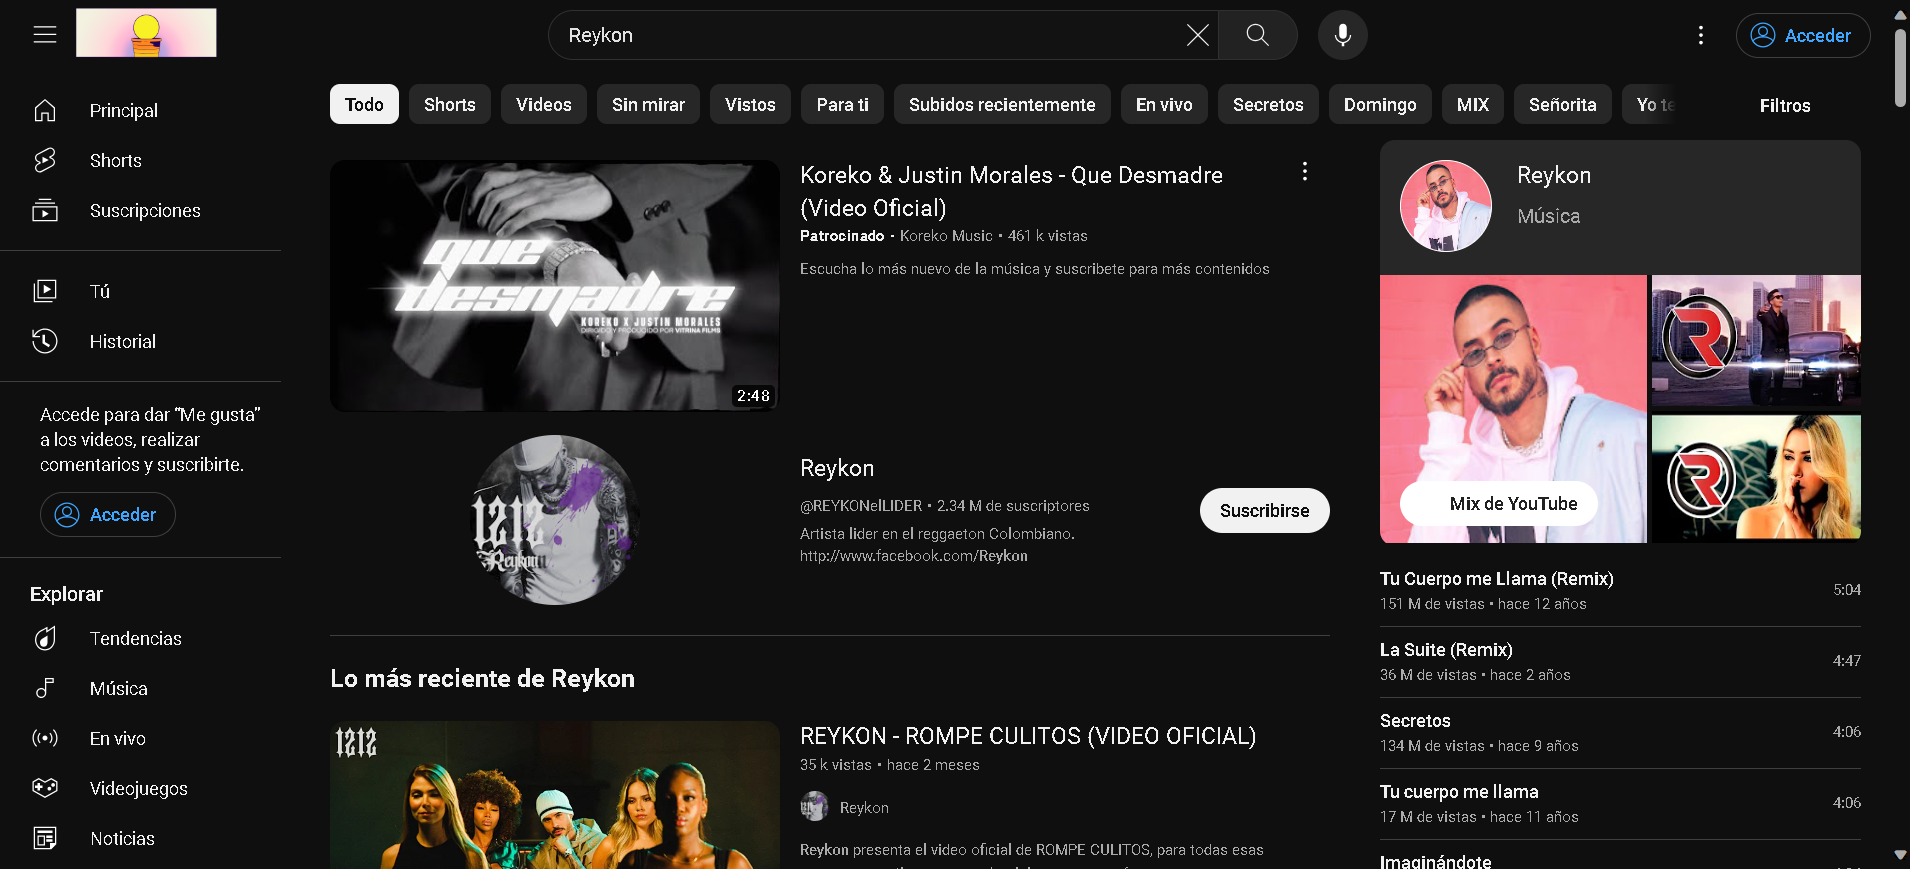 Reykon
Acceder
Principal
Shorts
Suscripciones
Tú
Historial
Accede para dar “Me gusta”
a los videos, realizar
comentarios y suscribirte.
Acceder
Explorar
Tendencias
Música
En vivo
Videojuegos
Noticias
Todo
Shorts
Videos
Sin mirar
Vistos
Para ti
Subidos recientemente
En vivo
Secretos
Domingo
MIX
Señorita
Yo te
Filtros
que
desmadre
KOREKO X JUSTIN MORALES
DIRIGIDO Y PRODUCIDO POR VITRINA FILMS
2:48
Koreko & Justin Morales - Que Desmadre
(Video Oficial)
Patrocinado • Koreko Music • 461 k vistas
Escucha lo más nuevo de la música y suscribete para más contenidos
1212
Reykon
Reykon
@REYKONelLIDER • 2.34 M de suscriptores
Artista lider en el reggaeton Colombiano.
http://www.facebook.com/Reykon
Suscribirse
Lo más reciente de Reykon
1212
REYKON - ROMPE CULITOS (VIDEO OFICIAL)
35 k vistas • hace 2 meses
Reykon
Reykon presenta el video oficial de ROMPE CULITOS, para todas esas
Reykon
Música
R
R
Mix de YouTube
Tu Cuerpo me Llama (Remix)
151 M de vistas • hace 12 años
5:04
La Suite (Remix)
36 M de vistas • hace 2 años
4:47
Secretos
134 M de vistas • hace 9 años
4:06
Tu cuerpo me llama
17 M de vistas • hace 11 años
4:06
Imaginándote